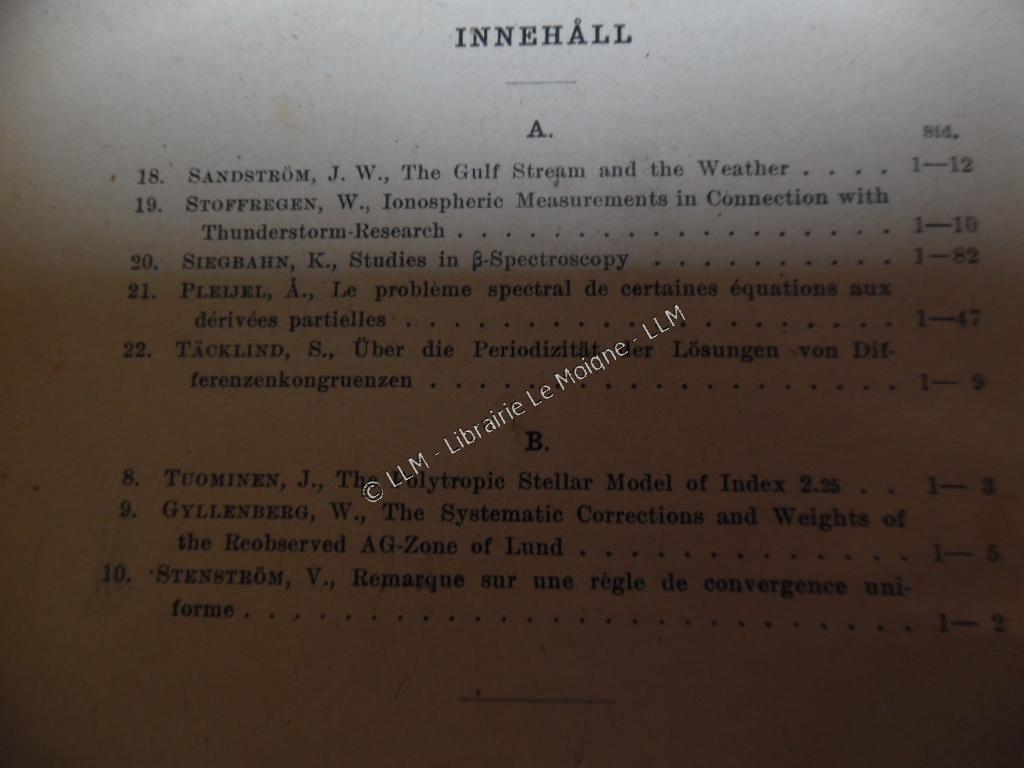 INNEHÅLL
A.
Sid.
18. SANDSTRÖM, J. W., The Gulf Stream and the Weather . . . . 1—12
19. STOFFREGEN, W., Ionospheric Measurements in Connection with
Thunderstorm-Research . . . . . . . . . . . . . . . . . . 1—10
20. SIEGBAHN, K., Studies in β-Spectroscopy . . . . . . . . . . 1—82
21. PLEIJEL, Å., Le problème spectral de certaines équations aux
dérivées partielles . . . . . . . . . . . . . . . . . . . . 1—47
22. TÄCKLIND, S., Über die Periodizität der Lösungen von Dif-
ferenzenkongruenzen . . . . . . . . . . . . . . . . . . . 1— 9
© LLM - Librairie Le Moigne - LLM
B.
8. TUOMINEN, J., The Polytropic Stellar Model of Index 2.25 . . 1— 3
9. GYLLENBERG, W., The Systematic Corrections and Weights of
the Reobserved AG-Zone of Lund . . . . . . . . . . . . . 1— 5
10. STENSTRÖM, V., Remarque sur une règle de convergence uni-
forme . . . . . . . . . . . . . . . . . . . . . . . . . . . 1— 2